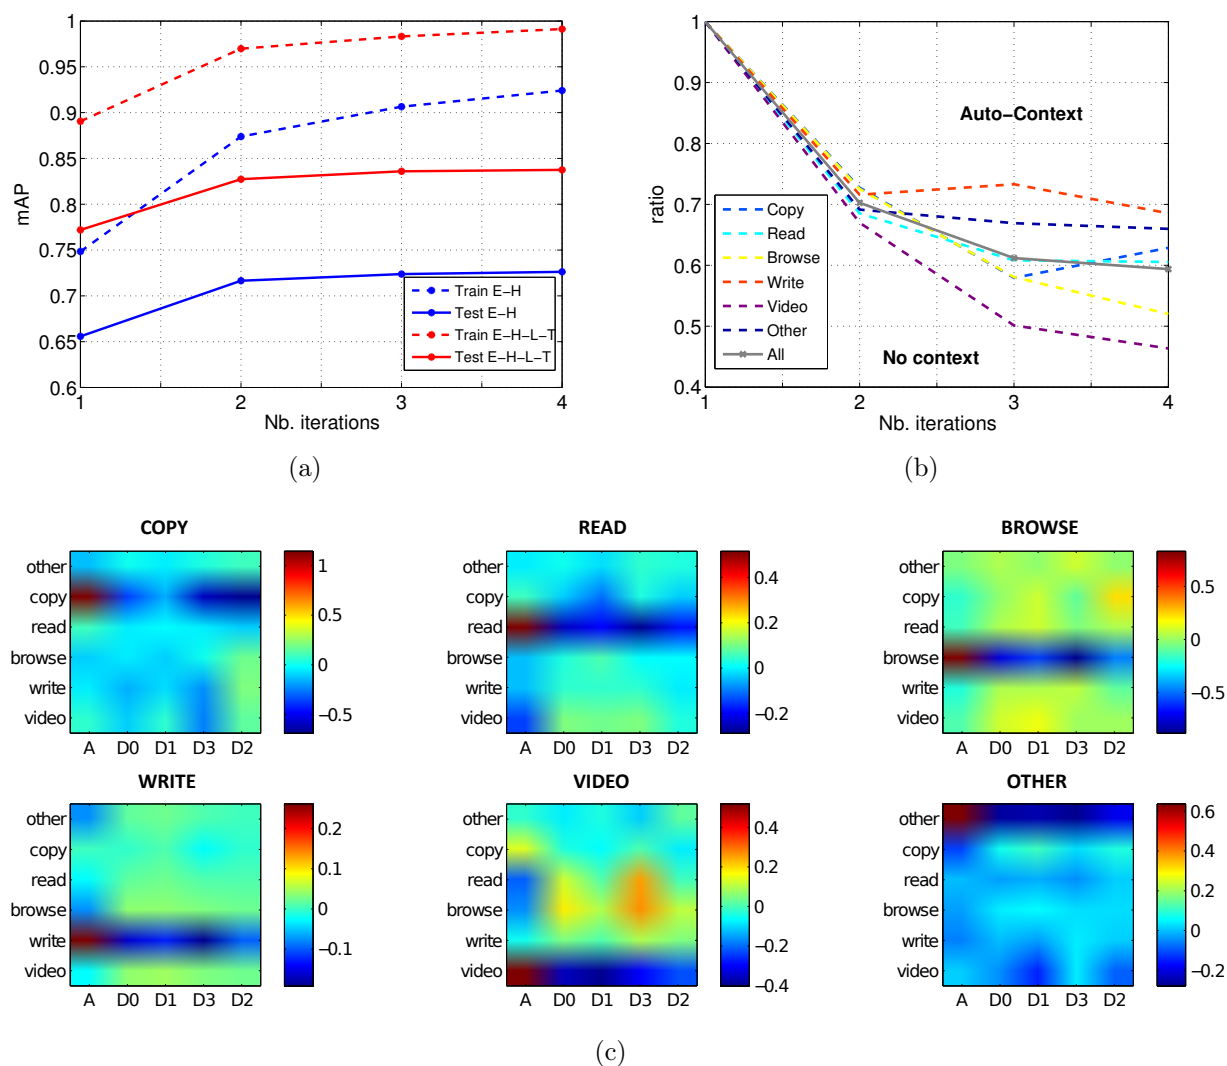 1
0.95
0.9
0.85
0.8
0.75
0.7
0.65
0.6
mAP
1 2 3 4
Nb. iterations
Train E−H
Test E−H
Train E−H−L−T
Test E−H−L−T
(a)
1
0.9
0.8
0.7
0.6
0.5
0.4
ratio
Auto−Context
No context
Copy
Read
Browse
Write
Video
Other
All
1 2 3 4
Nb. iterations
(b)
COPY
other
copy
read
browse
write
video
A D0 D1 D3 D2
1
0.5
0
−0.5
READ
other
copy
read
browse
write
video
A D0 D1 D3 D2
0.4
0.2
0
−0.2
BROWSE
other
copy
read
browse
write
video
A D0 D1 D3 D2
0.5
0
−0.5
WRITE
other
copy
read
browse
write
video
A D0 D1 D3 D2
0.2
0.1
0
−0.1
VIDEO
other
copy
read
browse
write
video
A D0 D1 D3 D2
0.4
0.2
0
−0.2
−0.4
OTHER
other
copy
read
browse
write
video
A D0 D1 D3 D2
0.6
0.4
0.2
0
−0.2
(c)